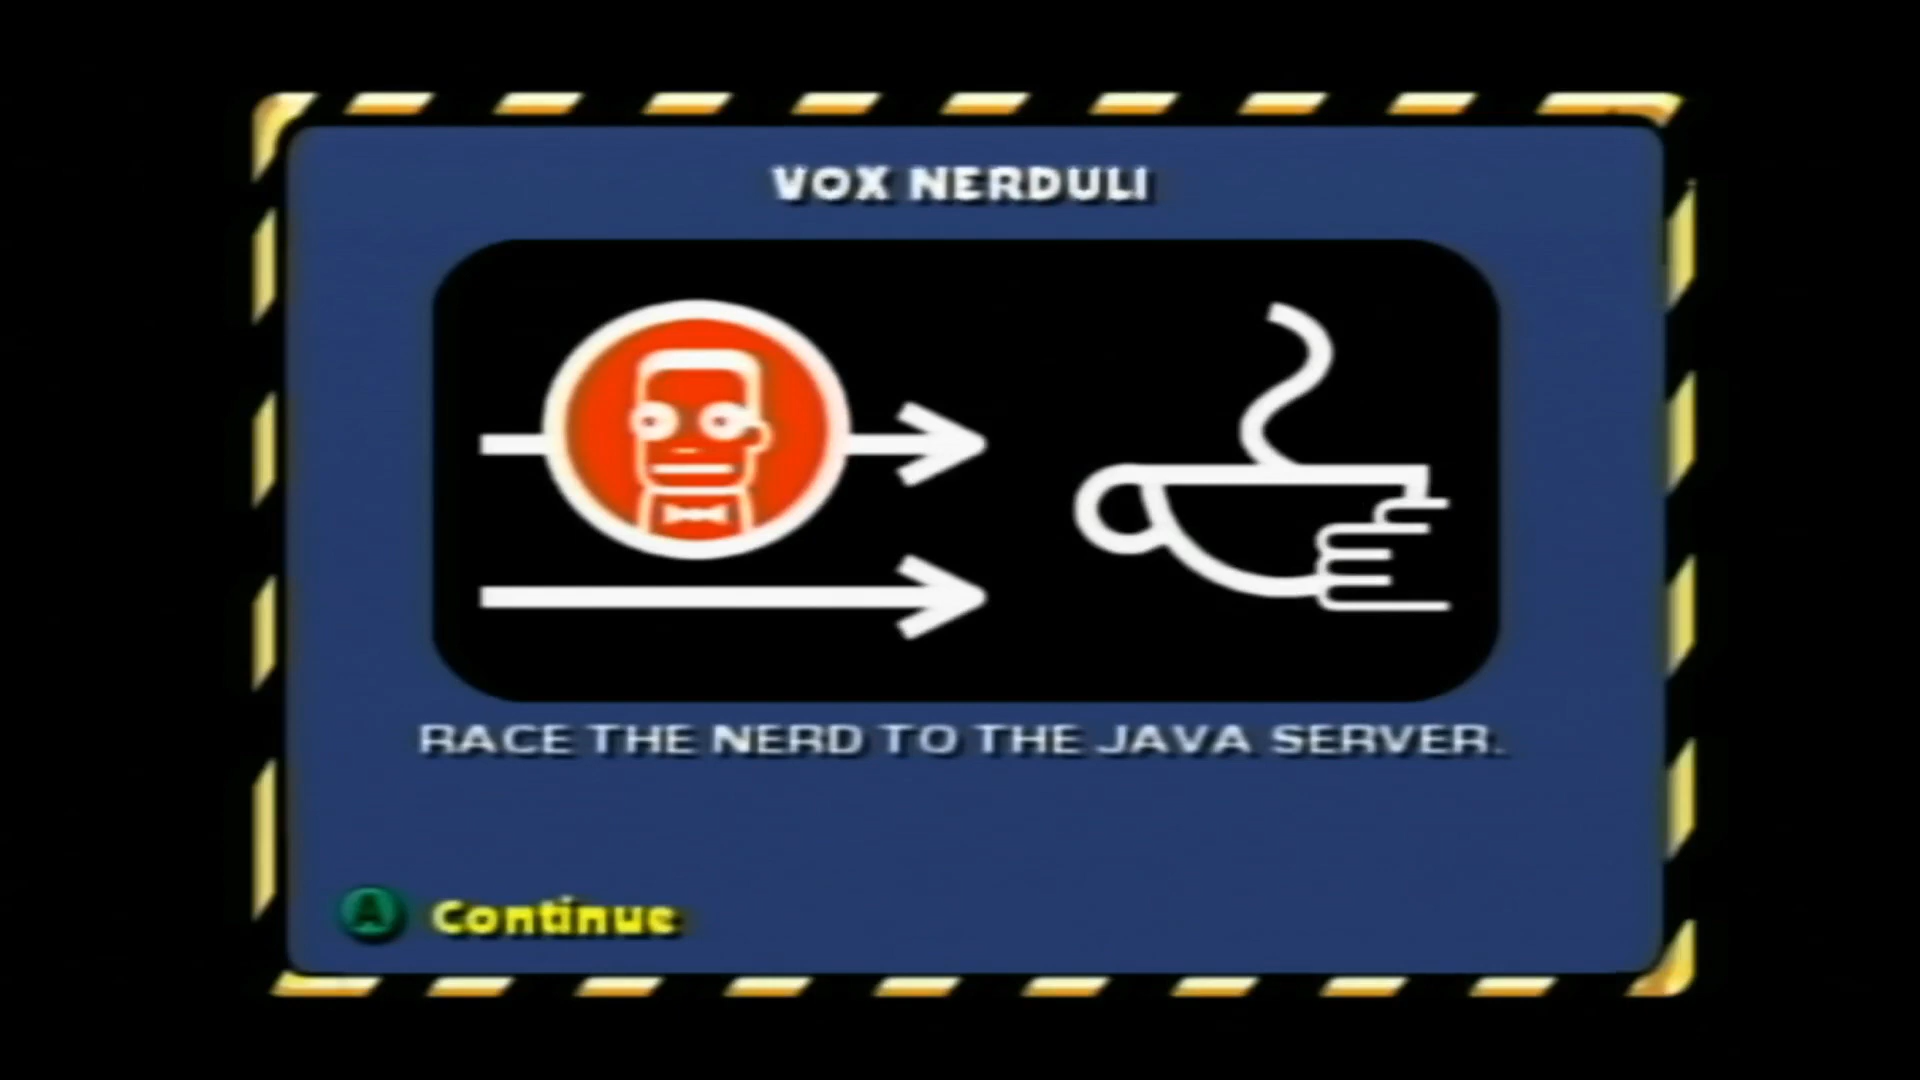 VOX NERDULI
RACE THE NERD TO THE JAVA SERVER.
A Continue